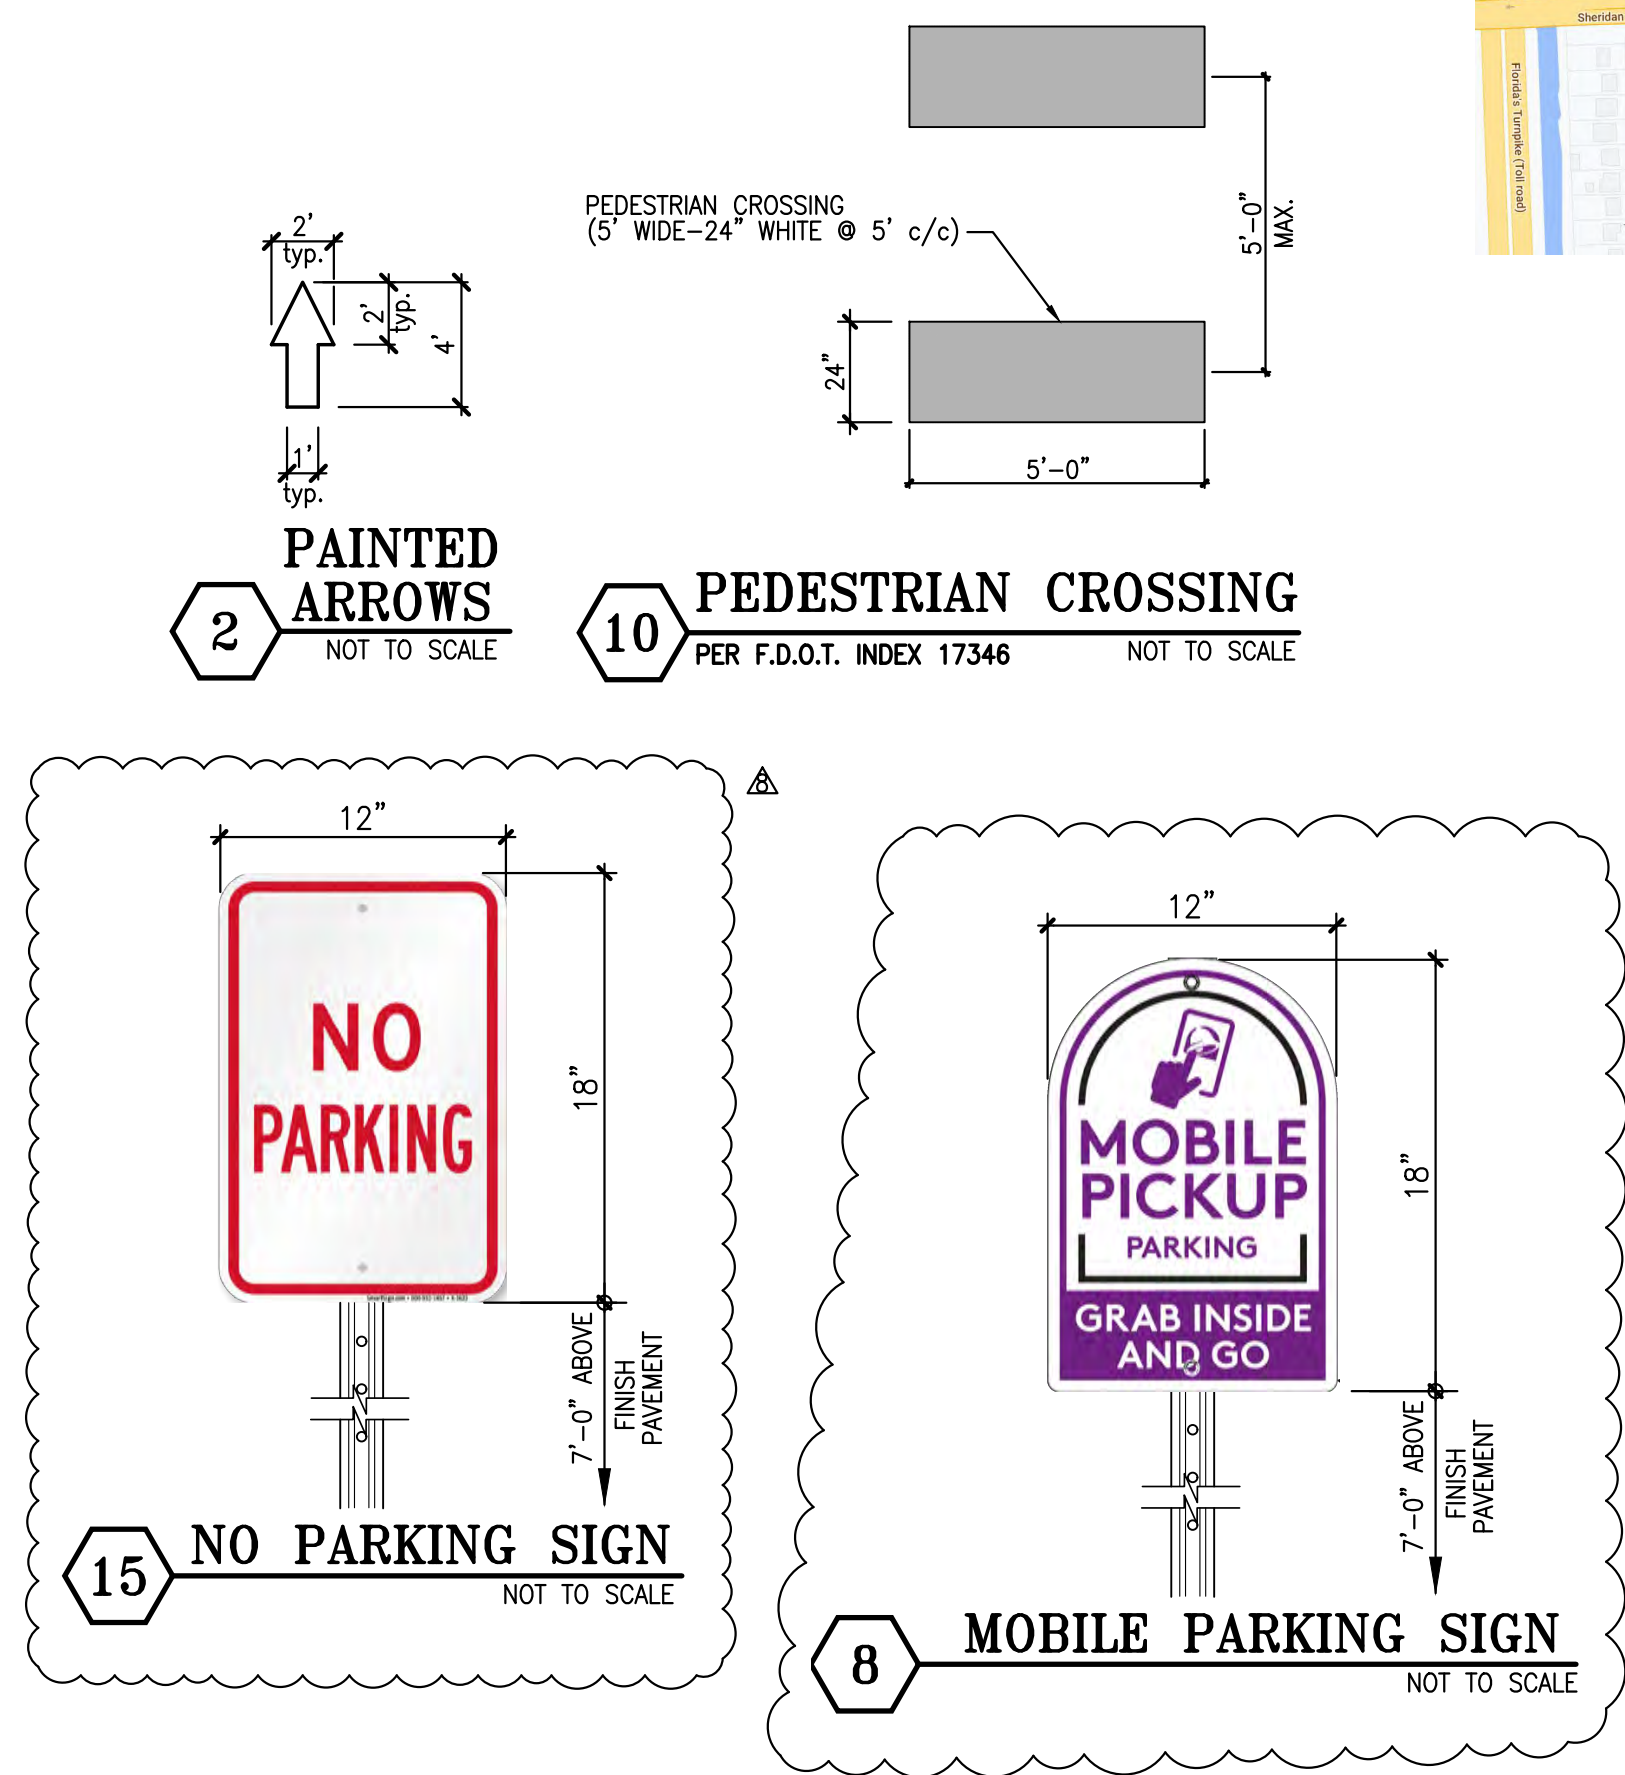 Sheridan
Florida's Turnpike (Toll road)
2'
typ.
2'
typ.
4'
1'
typ.
PAINTED
ARROWS
2
NOT TO SCALE
PEDESTRIAN CROSSING
(5' WIDE-24" WHITE @ 5' c/c)
5'-0"
MAX.
24"
5'-0"
10
PEDESTRIAN CROSSING
PER F.D.O.T. INDEX 17346
NOT TO SCALE
8
12"
NO
PARKING
18"
7'-0" ABOVE
FINISH
PAVEMENT
15
NO PARKING SIGN
NOT TO SCALE
12"
MOBILE
PICKUP
PARKING
GRAB INSIDE
AND GO
18"
7'-0" ABOVE
FINISH
PAVEMENT
8
MOBILE PARKING SIGN
NOT TO SCALE